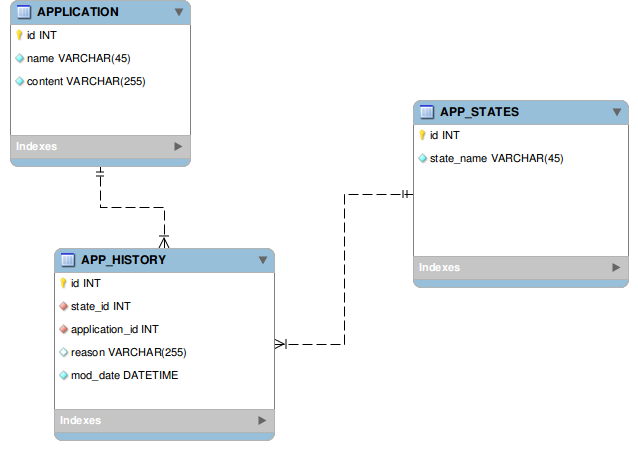 APPLICATION
id INT
name VARCHAR(45)
content VARCHAR(255)
Indexes
APP_STATES
id INT
state_name VARCHAR(45)
Indexes
APP_HISTORY
id INT
state_id INT
application_id INT
reason VARCHAR(255)
mod_date DATETIME
Indexes